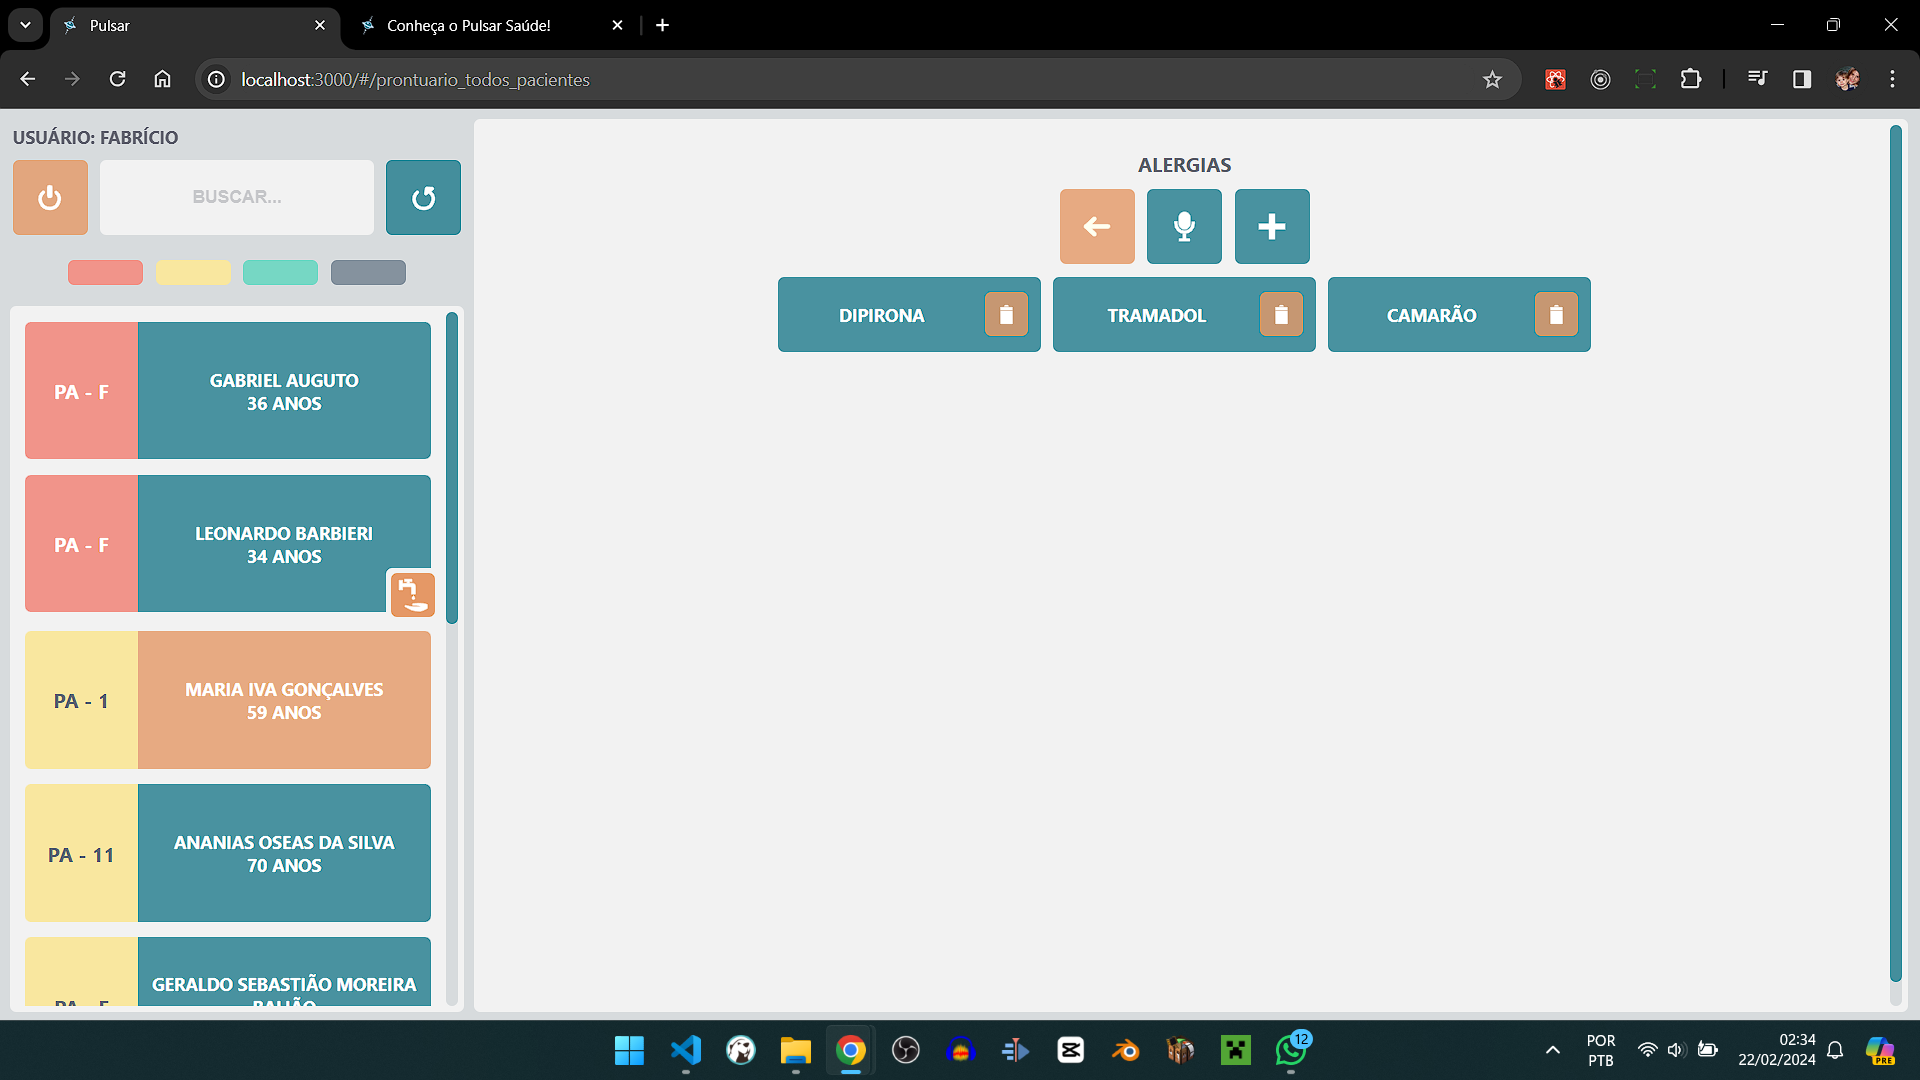 Pulsar
Conheça o Pulsar Saúde!
localhost:3000/#/prontuario_todos_pacientes
USUÁRIO: FABRÍCIO
BUSCAR...
PA - F
GABRIEL AUGUTO
36 ANOS
PA - F
LEONARDO BARBIERI
34 ANOS
PA - 1
MARIA IVA GONÇALVES
59 ANOS
PA - 11
ANANIAS OSEAS DA SILVA
70 ANOS
GERALDO SEBASTIÃO MOREIRA
ALERGIAS
DIPIRONA
TRAMADOL
CAMARÃO
12
POR
PTB
02:34
22/02/2024
PRE